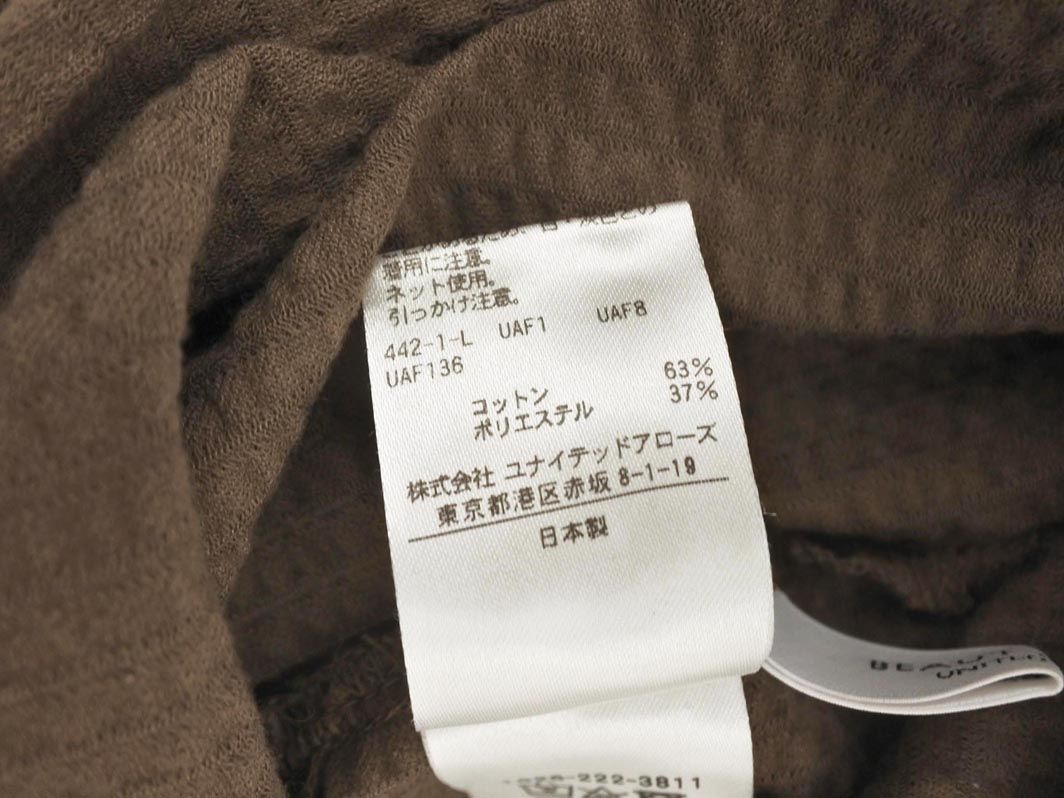 着用に注意。
ネット使用。
引っかけ注意。
442-1-L UAF1 UAF8
UAF136
コットン 63%
ポリエステル 37%
株式会社 ユナイテッドアローズ
東京都港区赤坂 8-1-19
日本製
UNITED
-222-3811